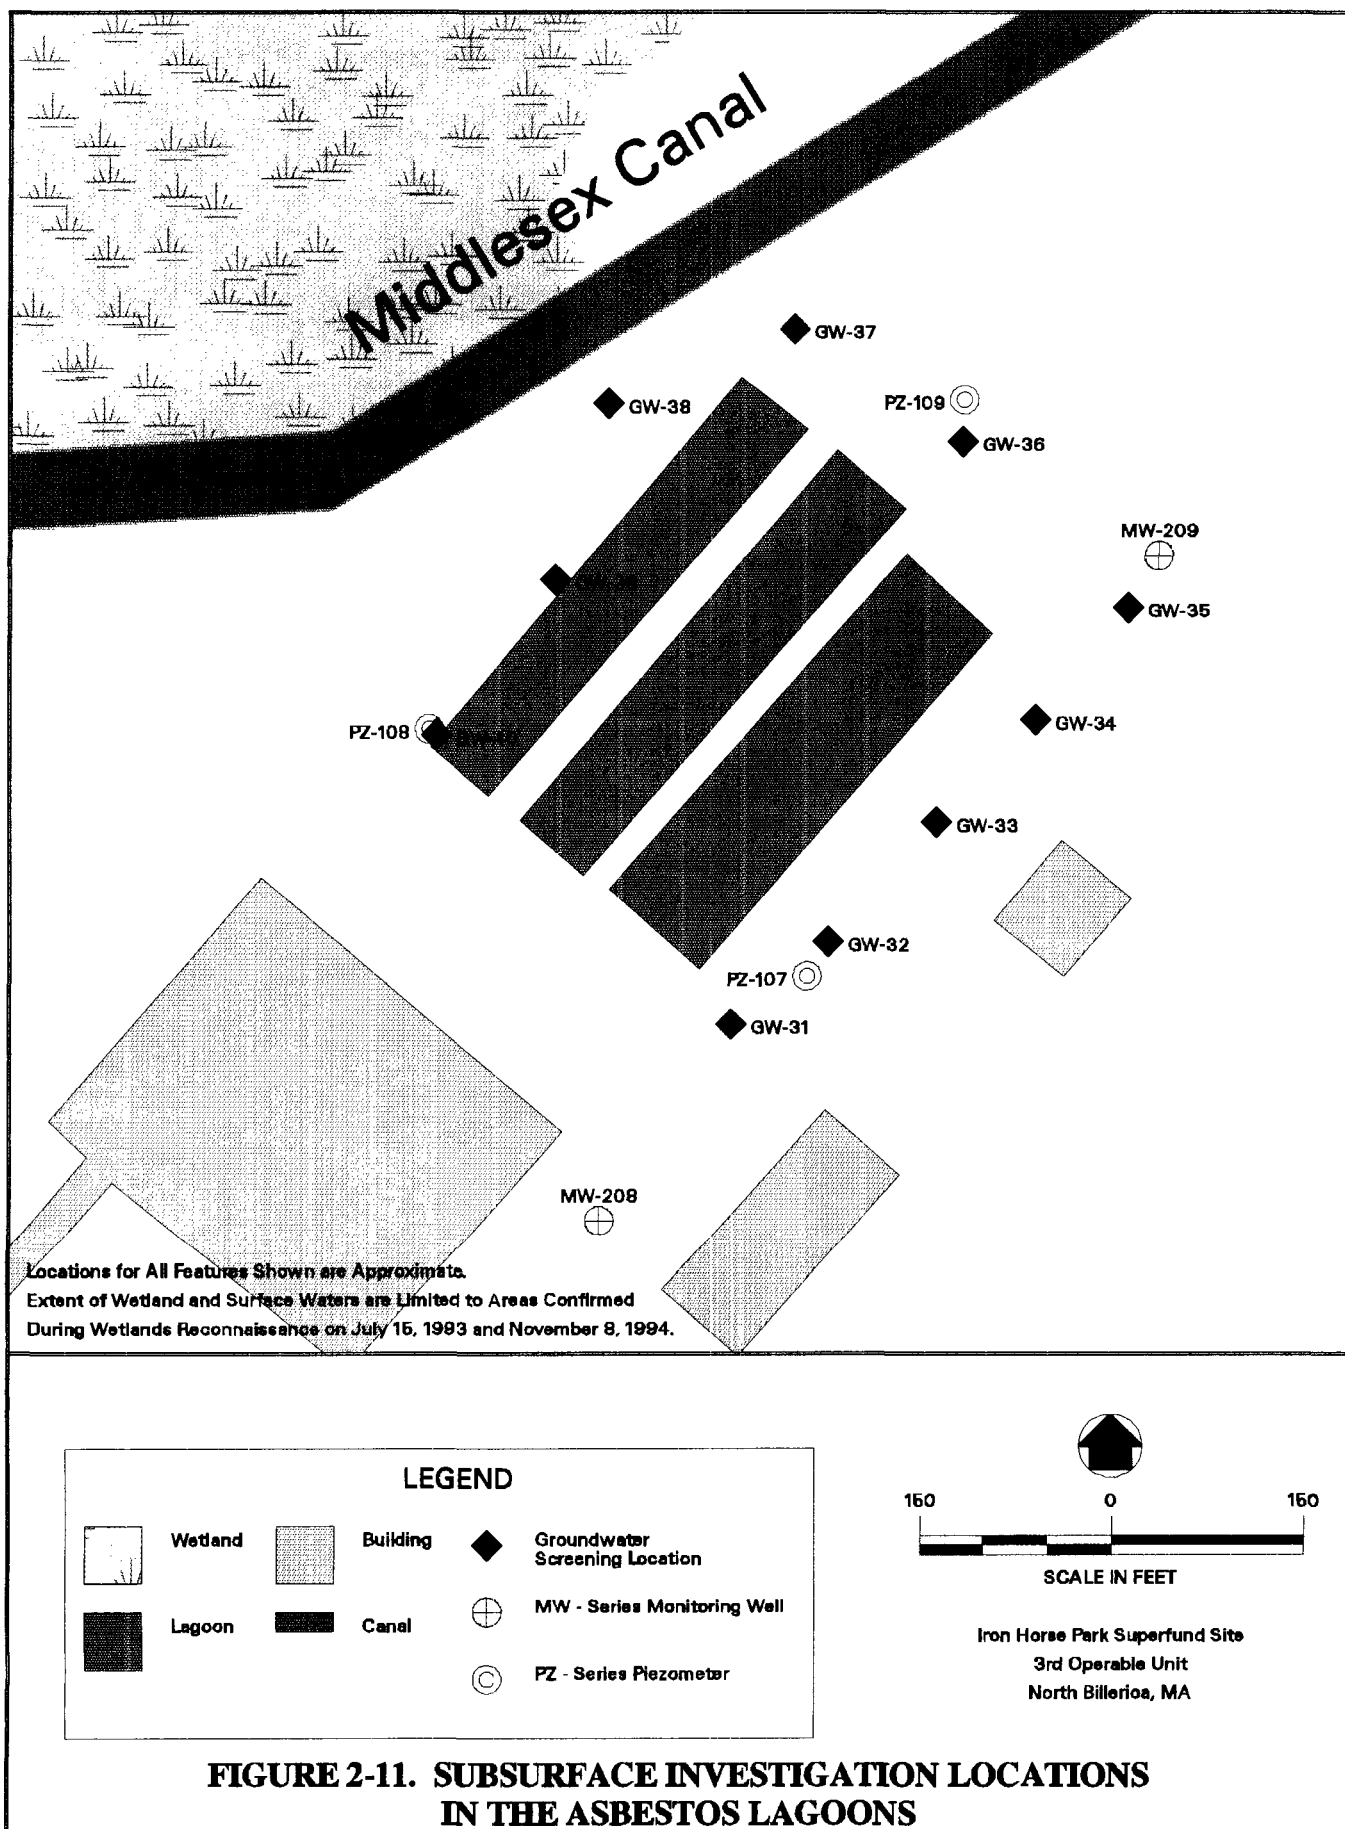 Middlesex Canal
GW-37
GW-38
PZ-109
GW-36
MW-209
GW-35
PZ-108
GW-34
GW-33
GW-32
PZ-107
GW-31
MW-208
Locations for All Features Shown are Approximate.
Extent of Wetland and Surface Waters are Limited to Areas Confirmed
During Wetlands Reconnaissance on July 15, 1993 and November 8, 1994.
LEGEND
Wetland
Building
Groundwater
Screening Location
Lagoon
Canal
MW - Series Monitoring Well
PZ - Series Piezometer
150 0 150
SCALE IN FEET
Iron Horse Park Superfund Site
3rd Operable Unit
North Billerica, MA
FIGURE 2-11. SUBSURFACE INVESTIGATION LOCATIONS
IN THE ASBESTOS LAGOONS